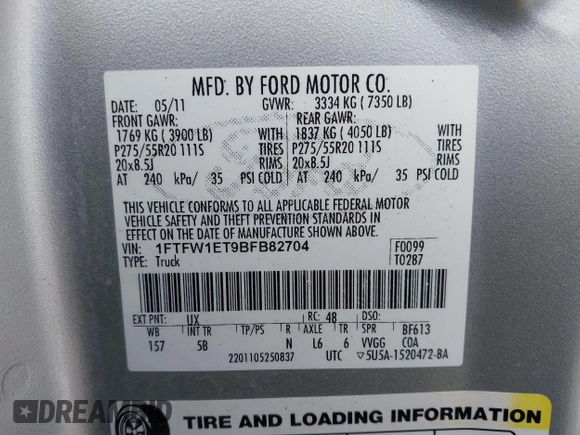 MFD. BY FORD MOTOR CO.
DATE: 05/11 GVWR: 3334 KG ( 7350 LB)
FRONT GAWR: REAR GAWR:
1769 KG ( 3900 LB) WITH 1837 KG ( 4050 LB) WITH
P275/55R20 111S TIRES P275/55R20 111S TIRES
20x8.5J RIMS 20x8.5J RIMS
AT 240 kPa/ 35 PSI COLD AT 240 kPa/ 35 PSI COLD
THIS VEHICLE CONFORMS TO ALL APPLICABLE FEDERAL MOTOR
VEHICLE SAFETY AND THEFT PREVENTION STANDARDS IN
EFFECT ON THE DATE OF MANUFACTURE SHOWN ABOVE.
VIN: 1FTFW1ET9BFB82704 F0099
TYPE: Truck T0287
EXT PNT: UX RC: 48 DSO:
WB INT TR TP/PS R AXLE TR SPR BF613
157 5B N L6 6 VVGG COA
2201105250837 UTC ▽5U5A-1520472-BA
TIRE AND LOADING INFORMATION
DREAMBID